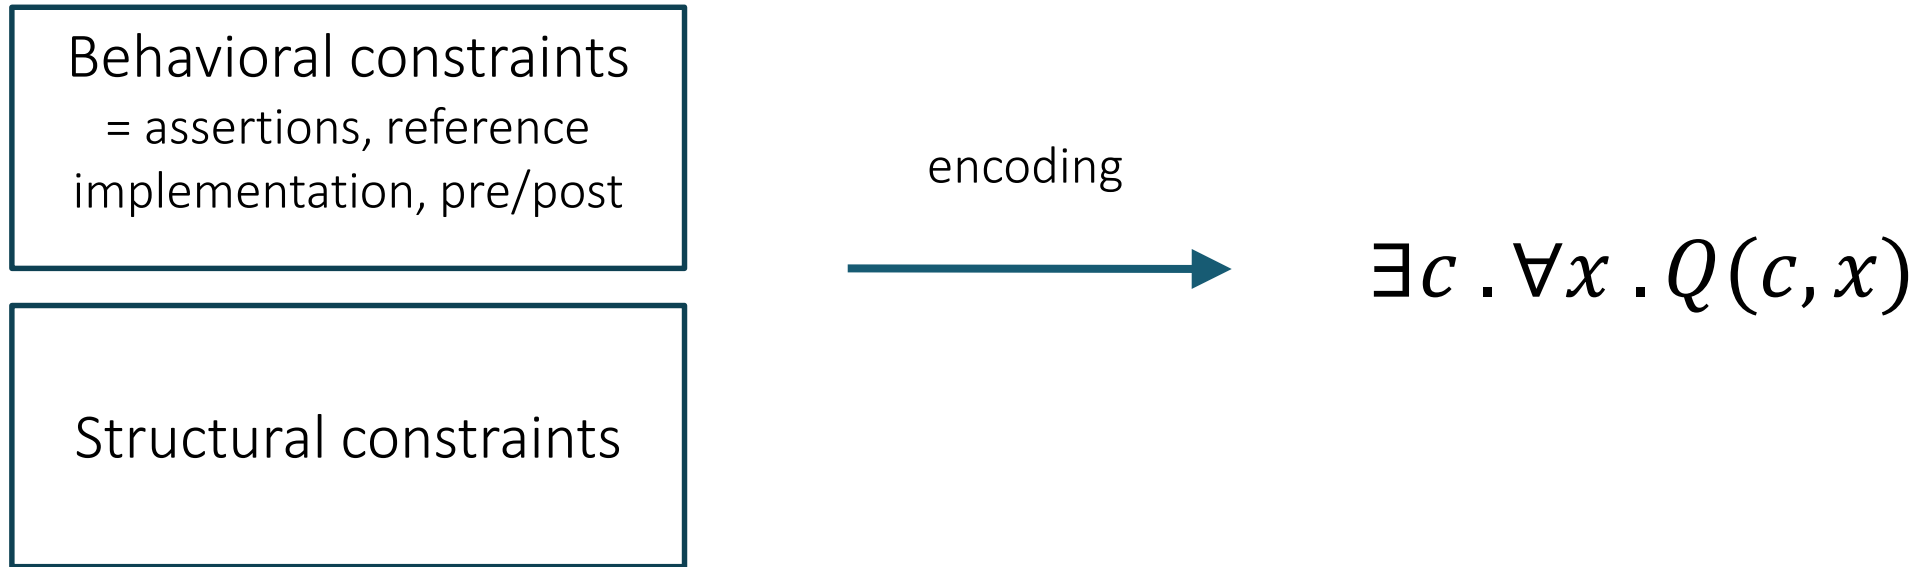 Behavioral constraints
= assertions, reference
implementation, pre/post
encoding
∃c . ∀x . Q(c, x)
Structural constraints